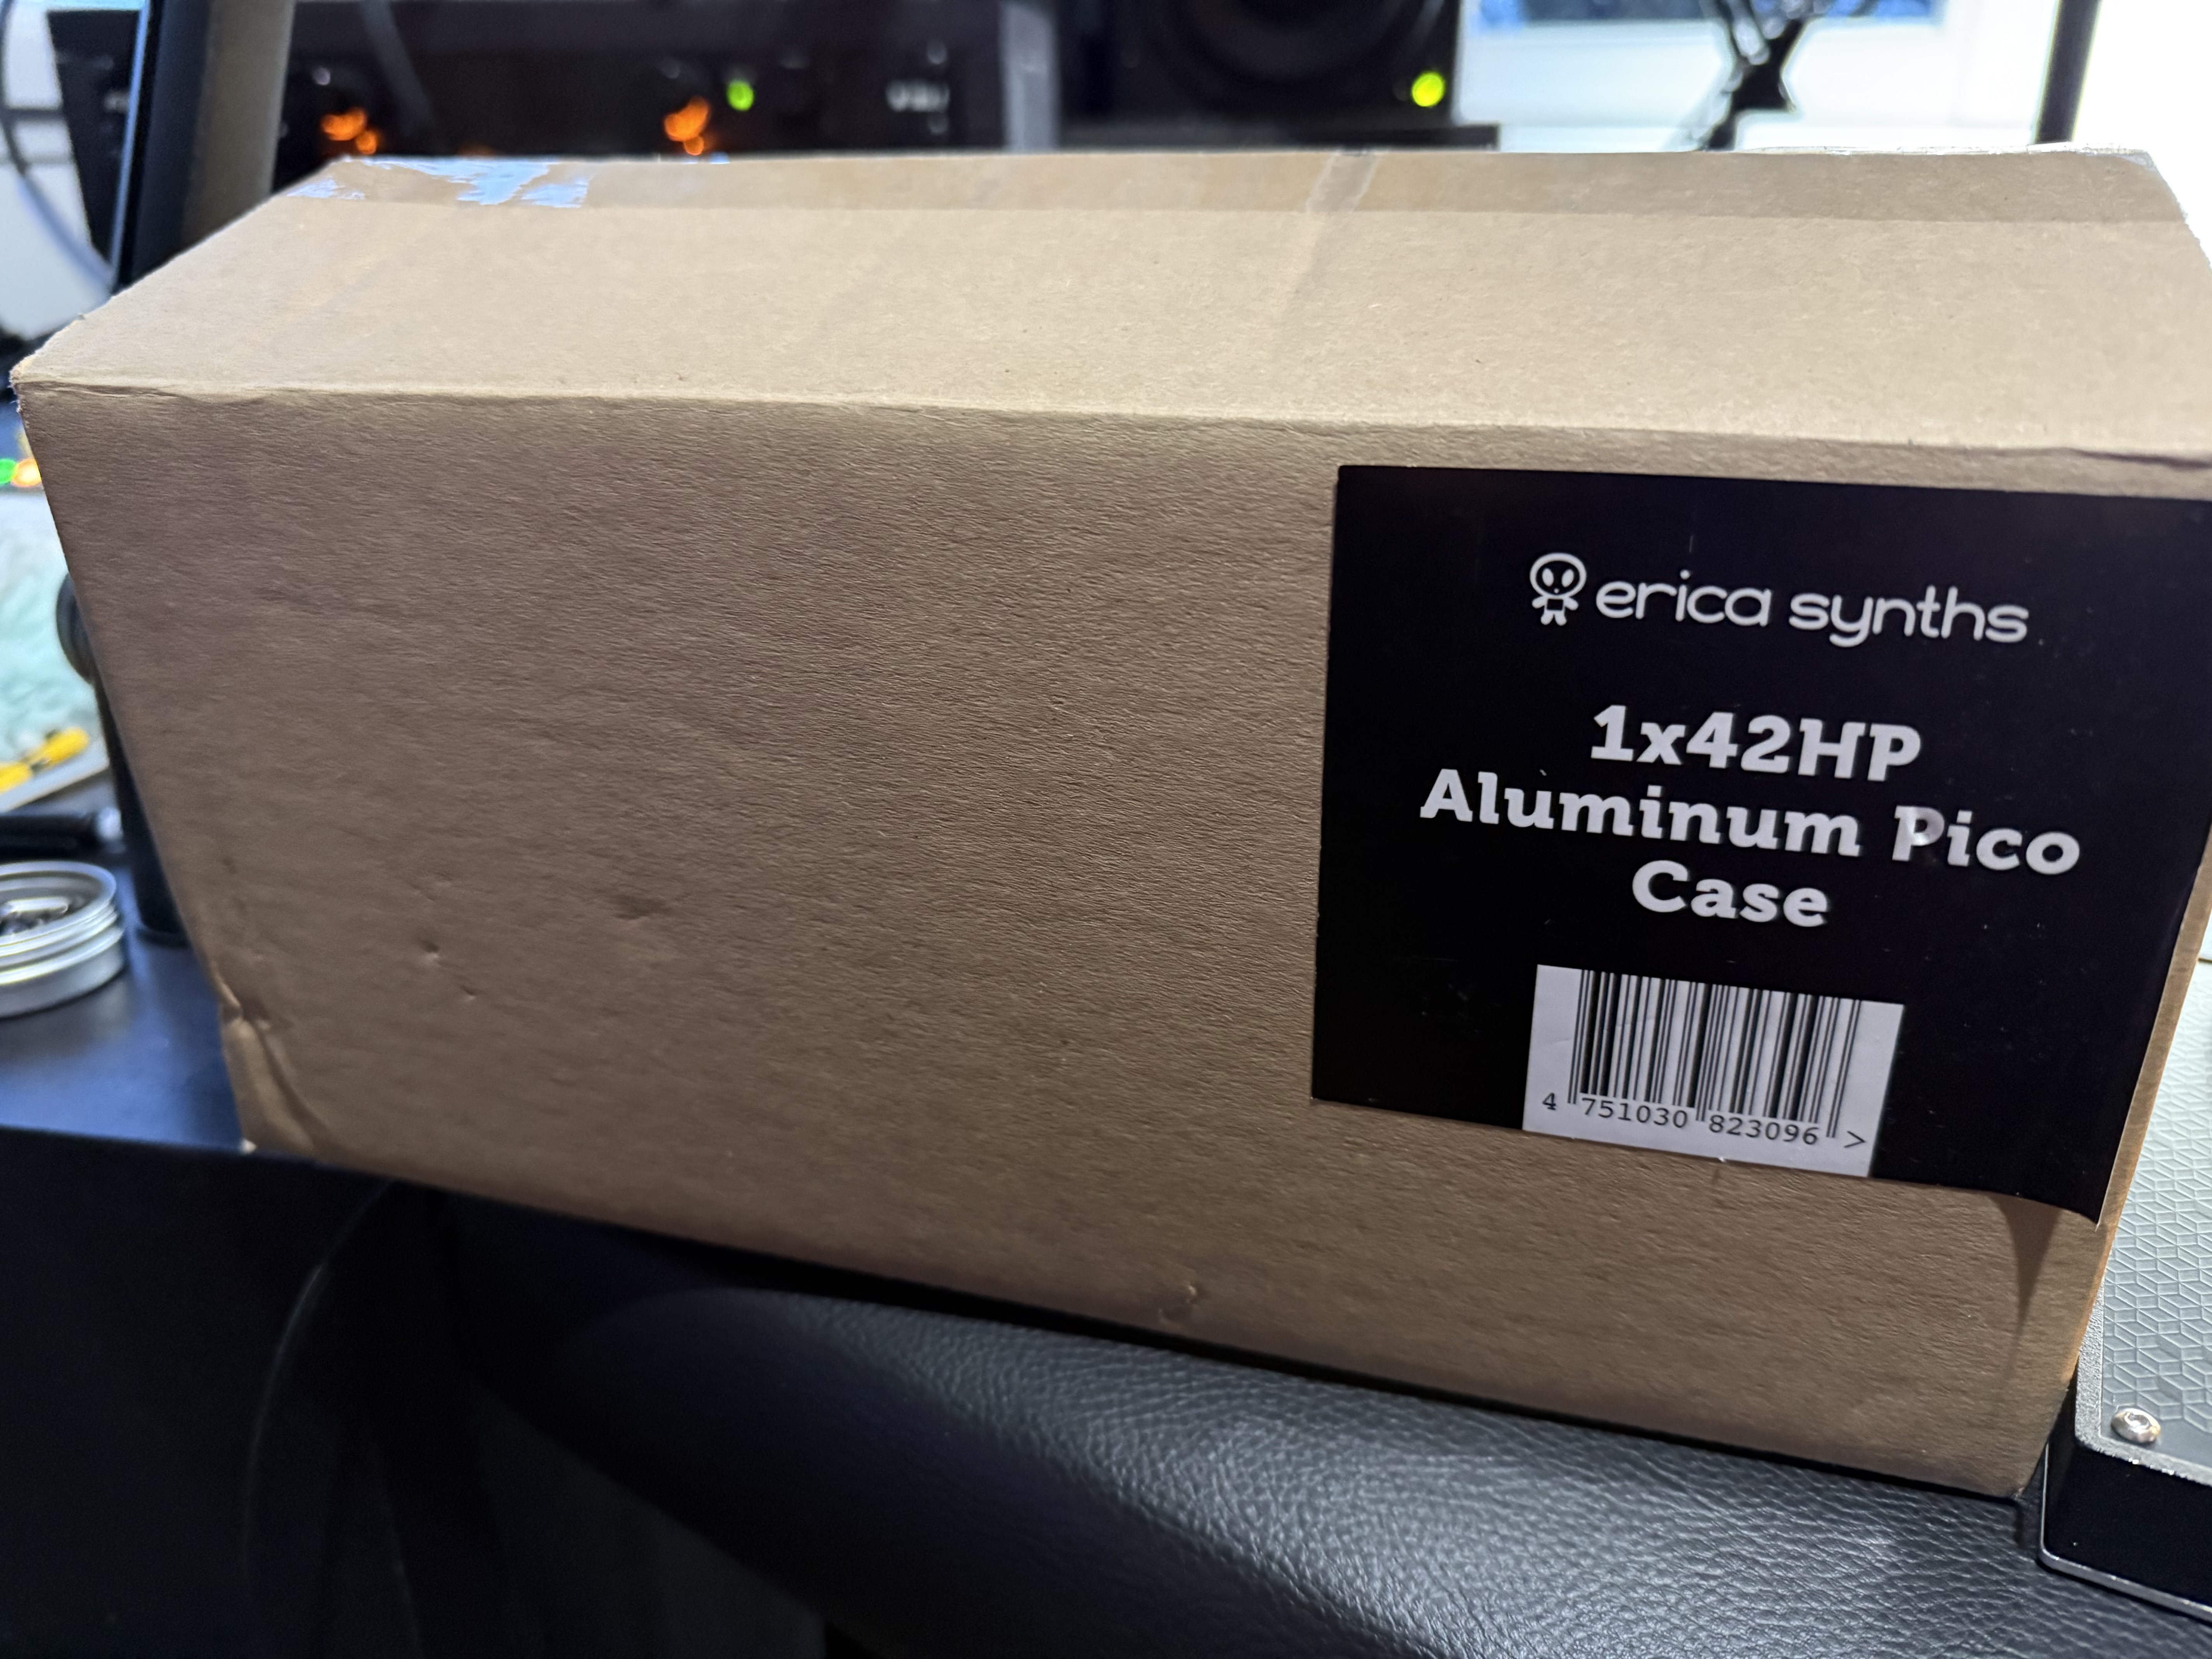 erica synths
1x42HP
Aluminum Pico
Case
4 751030 823096 >